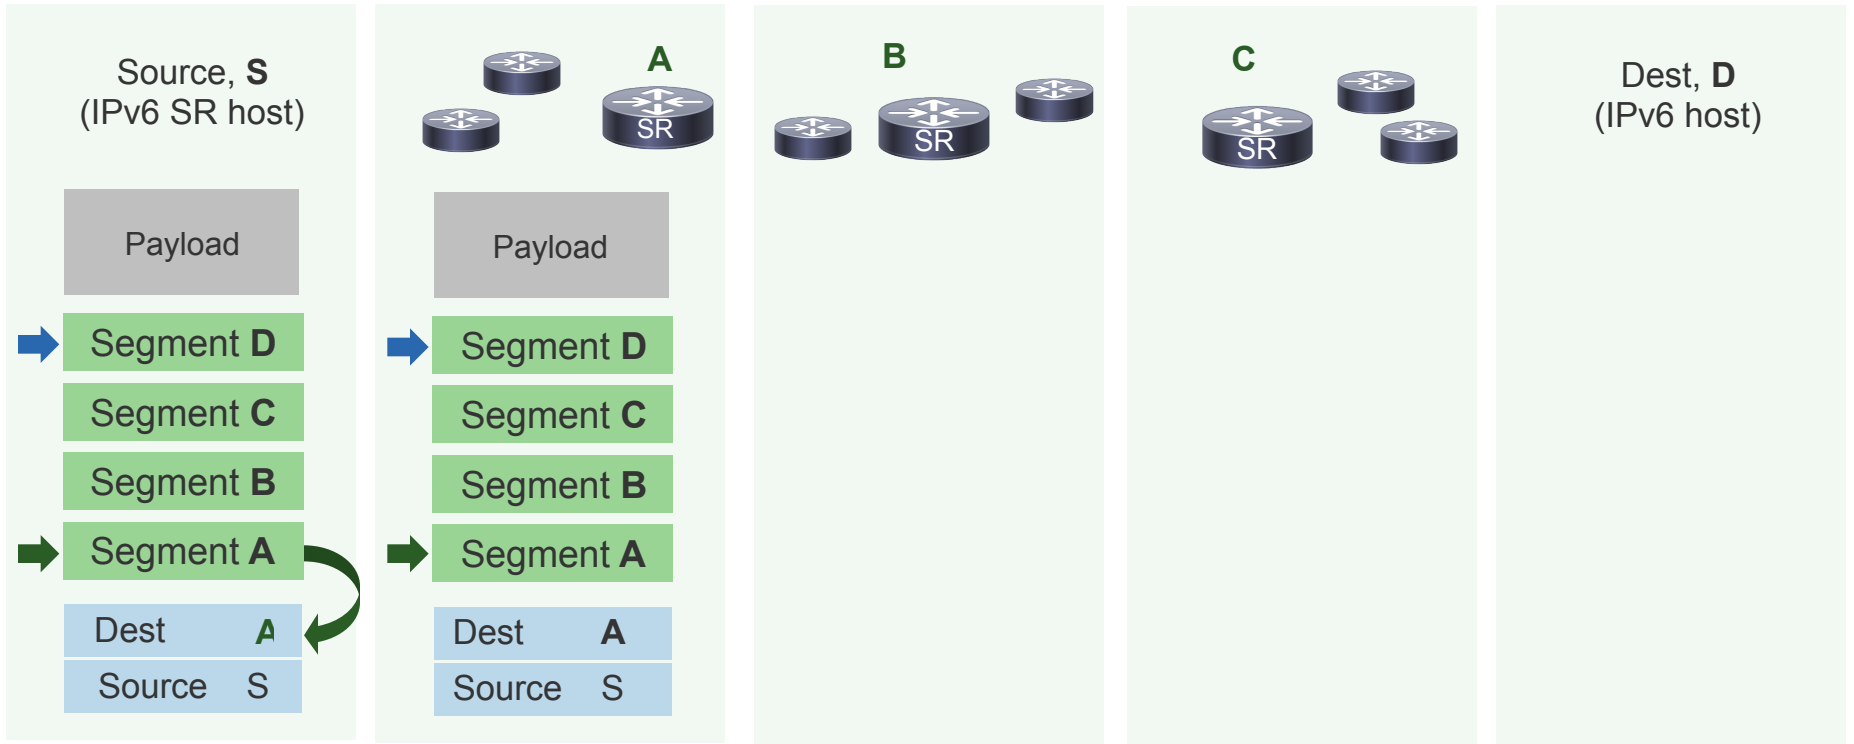 Source, S
(IPv6 SR host)
Payload
Segment D
Segment C
Segment B
Segment A
Dest A
Source S
A
SR
Payload
Segment D
Segment C
Segment B
Segment A
Dest A
Source S
B
SR
C
SR
Dest, D
(IPv6 host)